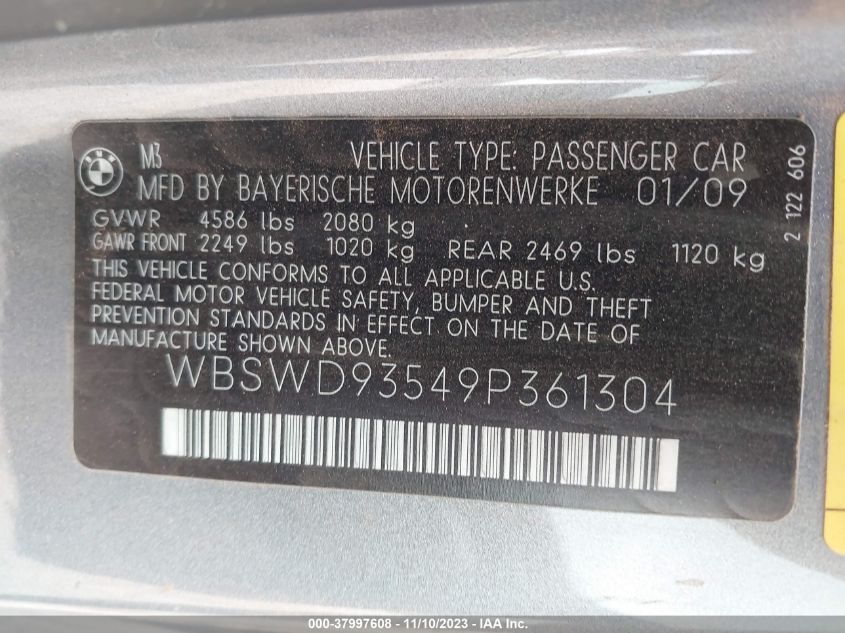 BMW
M3 VEHICLE TYPE: PASSENGER CAR
MFD BY BAYERISCHE MOTORENWERKE 01/09
GVWR 4586 lbs 2080 kg
GAWR FRONT 2249 lbs 1020 kg REAR 2469 lbs 1120 kg
THIS VEHICLE CONFORMS TO ALL APPLICABLE U.S.
FEDERAL MOTOR VEHICLE SAFETY, BUMPER AND THEFT
PREVENTION STANDARDS IN EFFECT ON THE DATE OF
MANUFACTURE SHOWN ABOVE.
WBSWD93549P361304
2 122 606
000-37997608 - 11/10/2023 - IAA Inc.